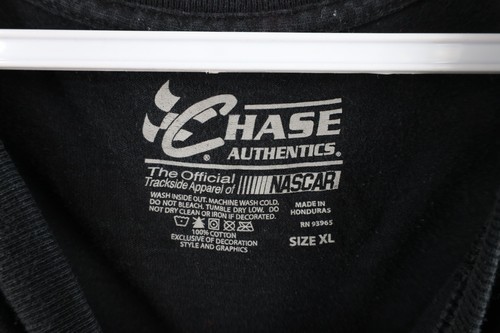 CHASE
AUTHENTICS.®
The Official
Trackside Apparel of NASCAR
WASH INSIDE OUT. MACHINE WASH COLD.
DO NOT BLEACH. TUMBLE DRY LOW. DO
NOT DRY CLEAN OR IRON IF DECORATED.
100% COTTON
EXCLUSIVE OF DECORATION
STYLE AND GRAPHICS
MADE IN
HONDURAS
RN 93965
SIZE XL